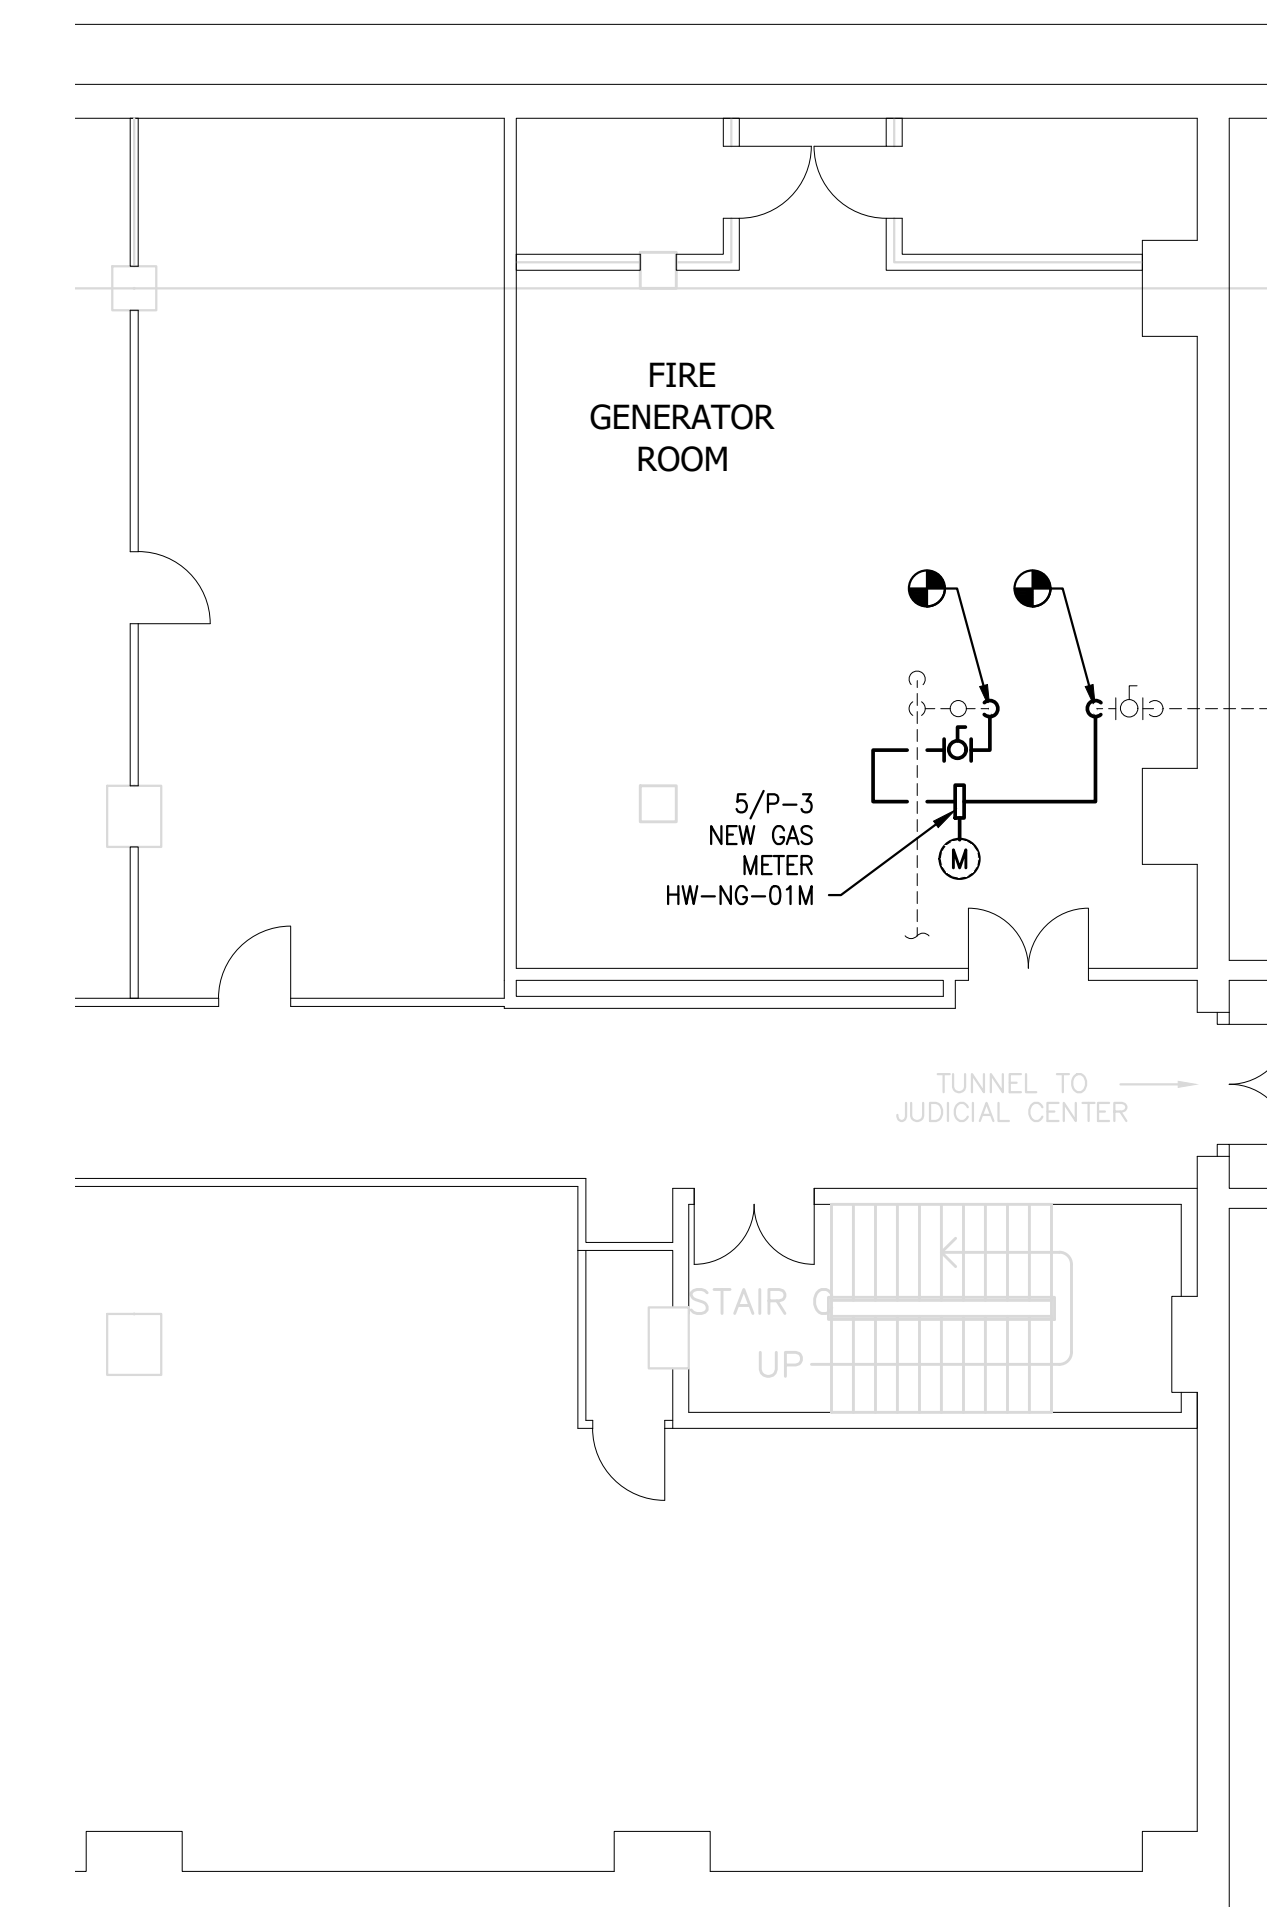 FIRE
GENERATOR
ROOM
5/P-3
NEW GAS
METER
HW-NG-01M
M
TUNNEL TO
JUDICIAL CENTER
STAIR
UP